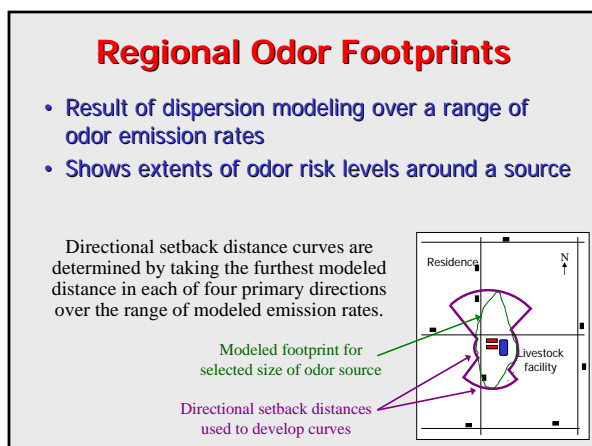 Regional Odor Footprints
• Result of dispersion modeling over a range of
odor emission rates
• Shows extents of odor risk levels around a source
Directional setback distance curves are
determined by taking the furthest modeled
distance in each of four primary directions
over the range of modeled emission rates.
Modeled footprint for
selected size of odor source
Directional setback distances
used to develop curves
Residence
N
Livestock
facility